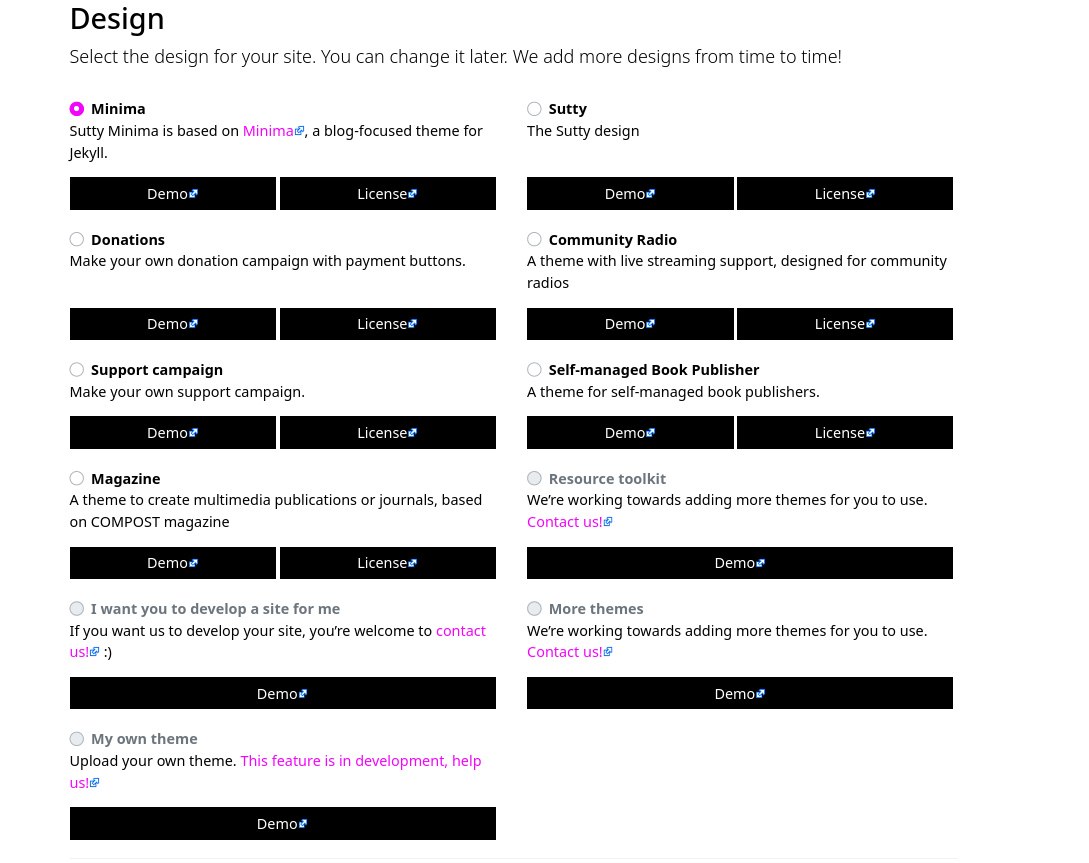 Design
Select the design for your site. You can change it later. We add more designs from time to time!
Minima
Sutty Minima is based on Minima, a blog-focused theme for
Jekyll.
Demo License
Sutty
The Sutty design
Demo License
Donations
Make your own donation campaign with payment buttons.
Demo License
Community Radio
A theme with live streaming support, designed for community
radios
Demo License
Support campaign
Make your own support campaign.
Demo License
Self-managed Book Publisher
A theme for self-managed book publishers.
Demo License
Magazine
A theme to create multimedia publications or journals, based
on COMPOST magazine
Demo License
Resource toolkit
We’re working towards adding more themes for you to use.
Contact us!
Demo
I want you to develop a site for me
If you want us to develop your site, you’re welcome to contact
us! :)
Demo
More themes
We’re working towards adding more themes for you to use.
Contact us!
Demo
My own theme
Upload your own theme. This feature is in development, help
us!
Demo